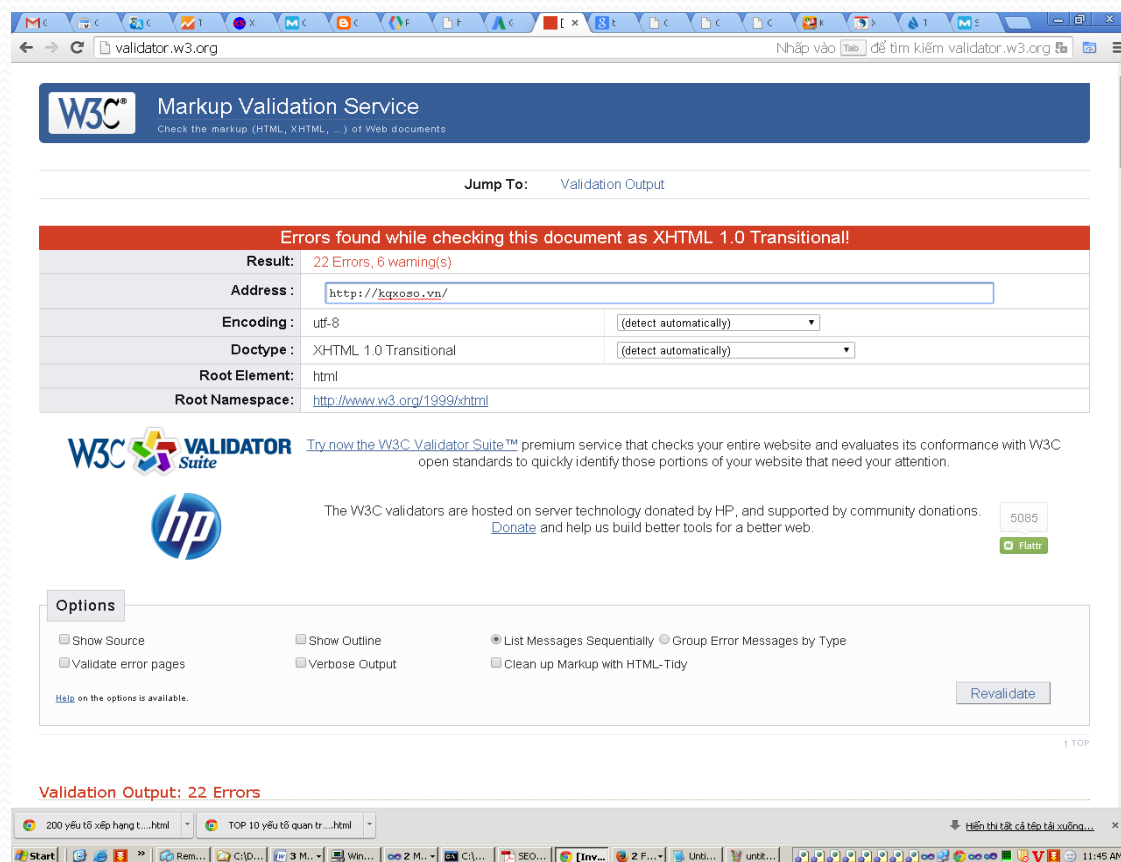 validator.w3.org
Nhấp vào Tab để tìm kiếm validator.w3.org
W3C®
Markup Validation Service
Check the markup (HTML, XHTML, ...) of Web documents
Jump To: Validation Output
Errors found while checking this document as XHTML 1.0 Transitional!
Result: 22 Errors, 6 warning(s)
Address : http://kqxoso.vn/
Encoding : utf-8 (detect automatically)
Doctype : XHTML 1.0 Transitional (detect automatically)
Root Element: html
Root Namespace: http://www.w3.org/1999/xhtml
W3C VALIDATOR Suite
Try now the W3C Validator Suite™ premium service that checks your entire website and evaluates its conformance with W3C
open standards to quickly identify those portions of your website that need your attention.
hp
The W3C validators are hosted on server technology donated by HP, and supported by community donations.
Donate and help us build better tools for a better web.
5085
Flattr
Options
Show Source Show Outline List Messages Sequentially Group Error Messages by Type
Validate error pages Verbose Output Clean up Markup with HTML-Tidy
Help on the options is available.
Revalidate
↑ TOP
Validation Output: 22 Errors
200 yếu tố xếp hạng t....html TOP 10 yếu tố quan tr....html Hiển thị tất cả tệp tải xuống...
Start Rem... C:\D... 3 M... Win... 2 M... C:\... SEO... [Inv... 2 F... Unti... untit... 11:45 AM